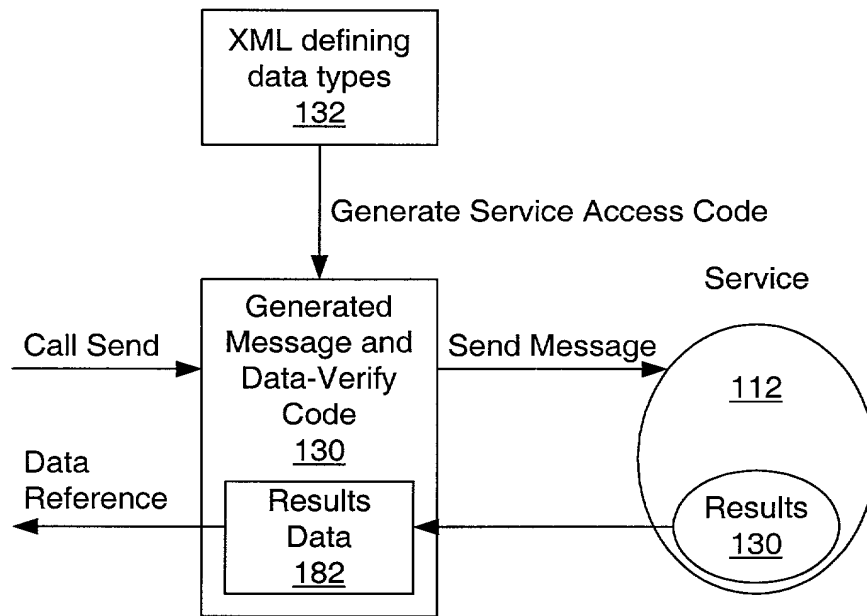 XML defining
data types
132
Generate Service Access Code
Service
Generated
Message and
Data-Verify
Code
130
Call Send
Send Message
112
Data
Reference
Results
Data
182
Results
130